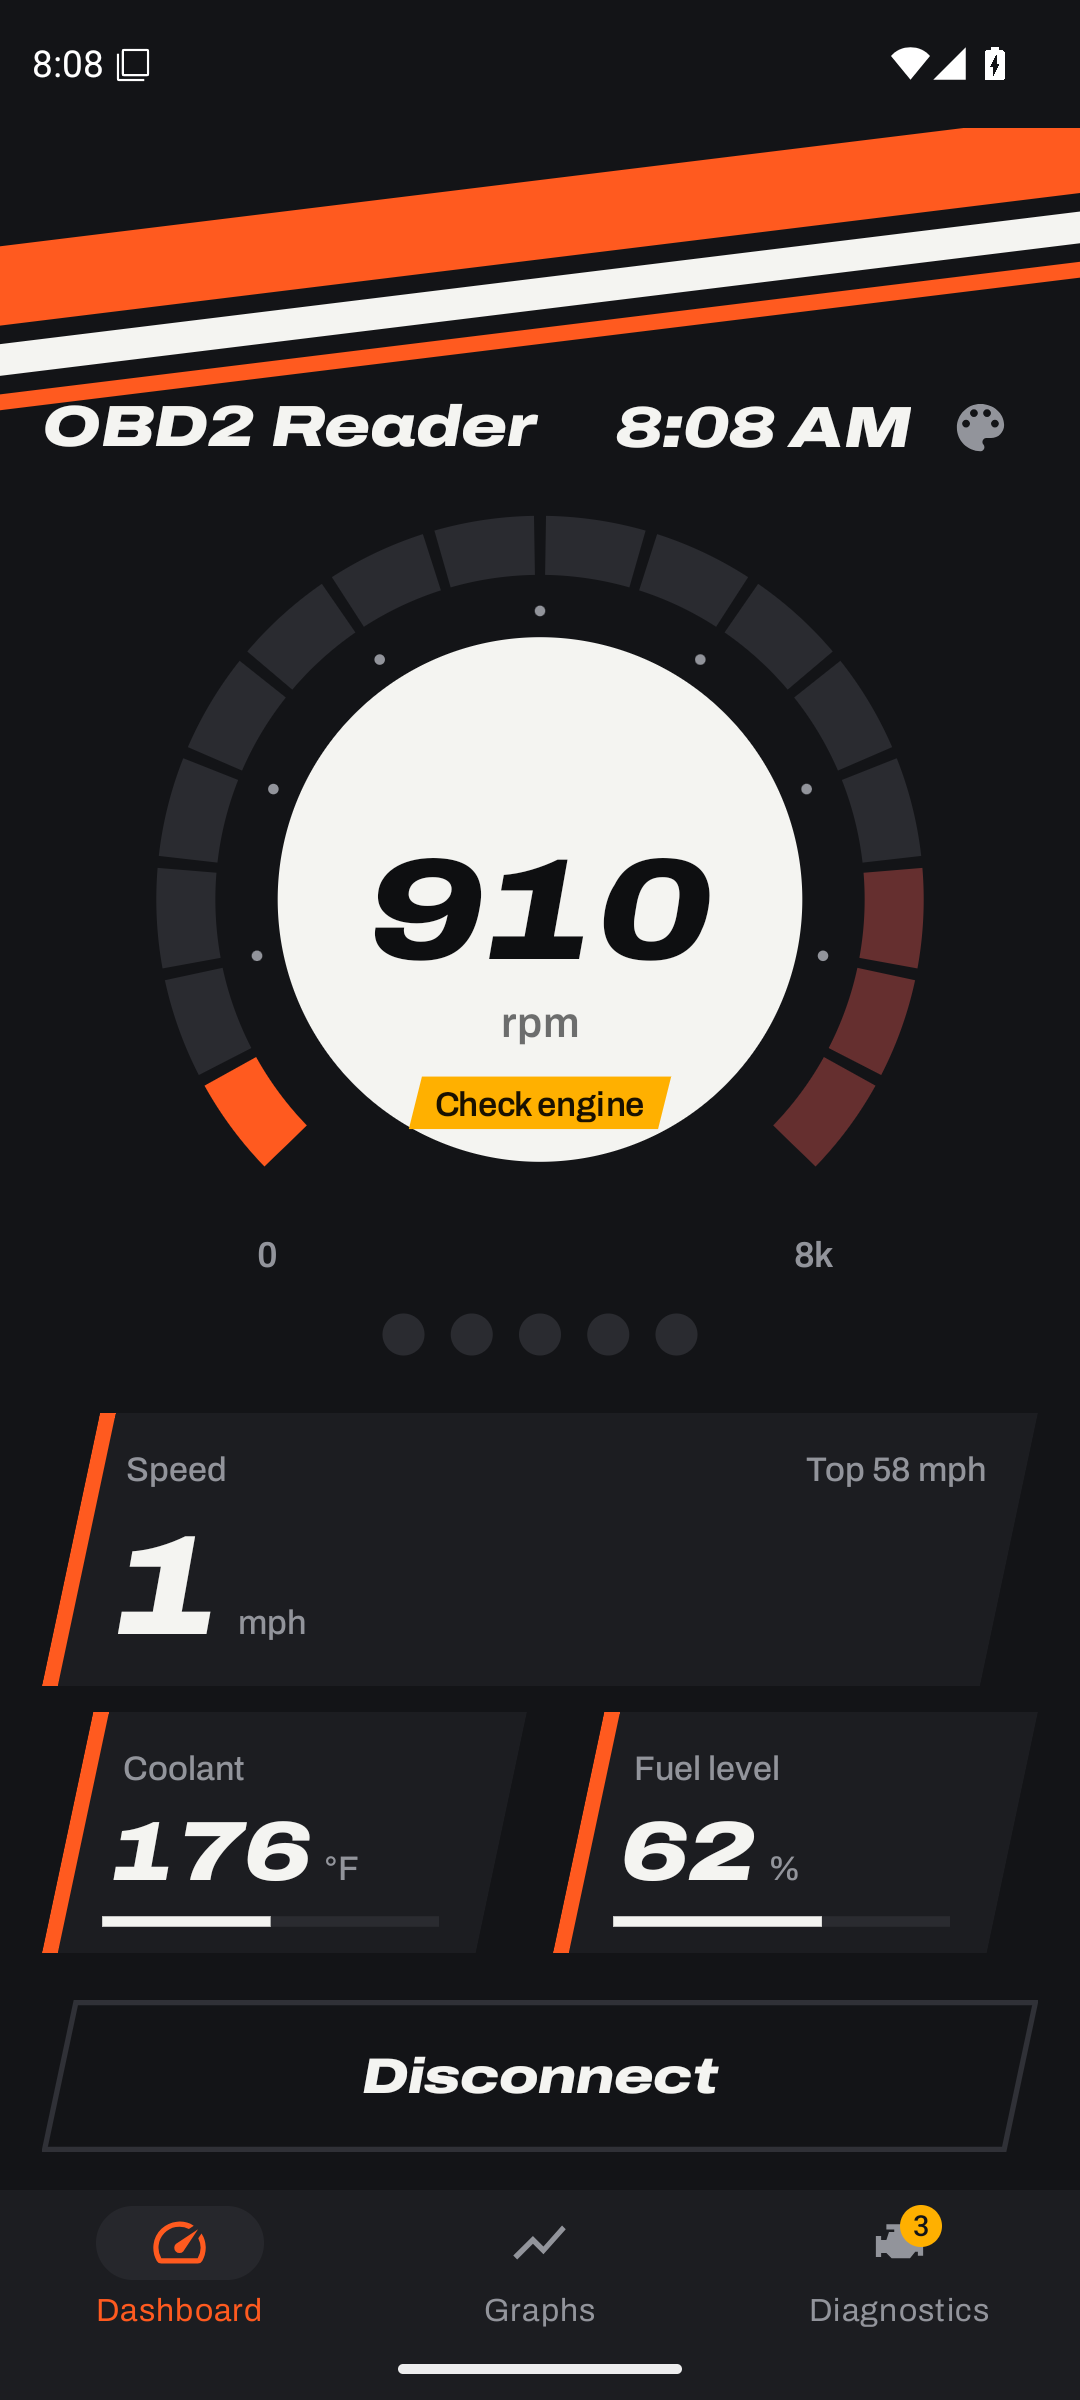 8:08
OBD2 Reader 8:08 AM
910
rpm
Check engine
0 8k
Speed Top 58 mph
1 mph
Coolant Fuel level
176 °F 62 %
Disconnect
3
Dashboard Graphs Diagnostics